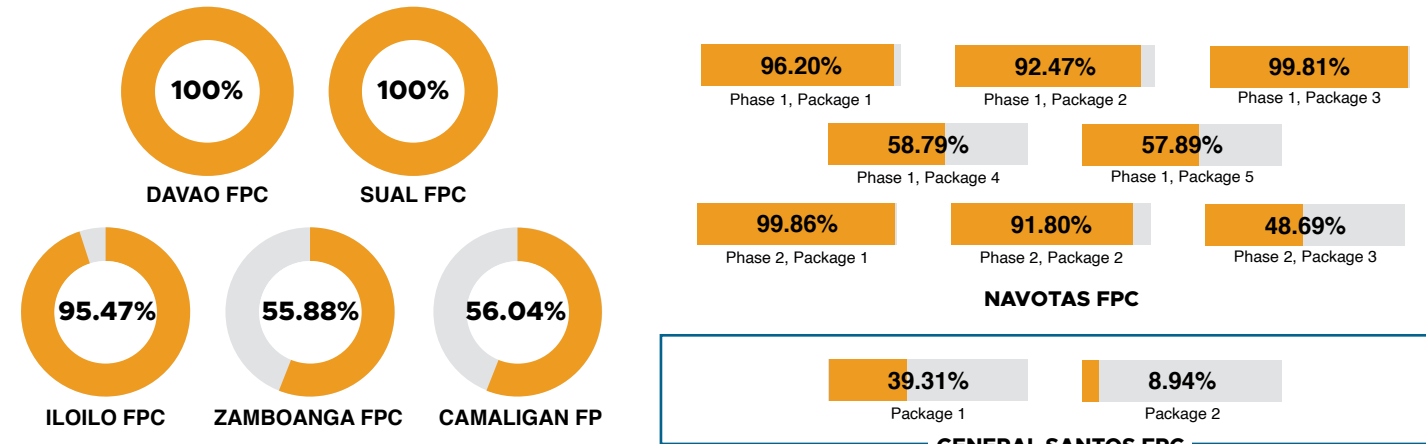 100%
100%
DAVAO FPC
SUAL FPC
95.47%
55.88%
56.04%
ILOILO FPC
ZAMBOANGA FPC
CAMALIGAN FP
96.20%
92.47%
99.81%
Phase 1, Package 1
Phase 1, Package 2
Phase 1, Package 3
58.79%
57.89%
Phase 1, Package 4
Phase 1, Package 5
99.86%
91.80%
48.69%
Phase 2, Package 1
Phase 2, Package 2
Phase 2, Package 3
NAVOTAS FPC
39.31%
8.94%
Package 1
Package 2
GENERAL SANTOS FPC